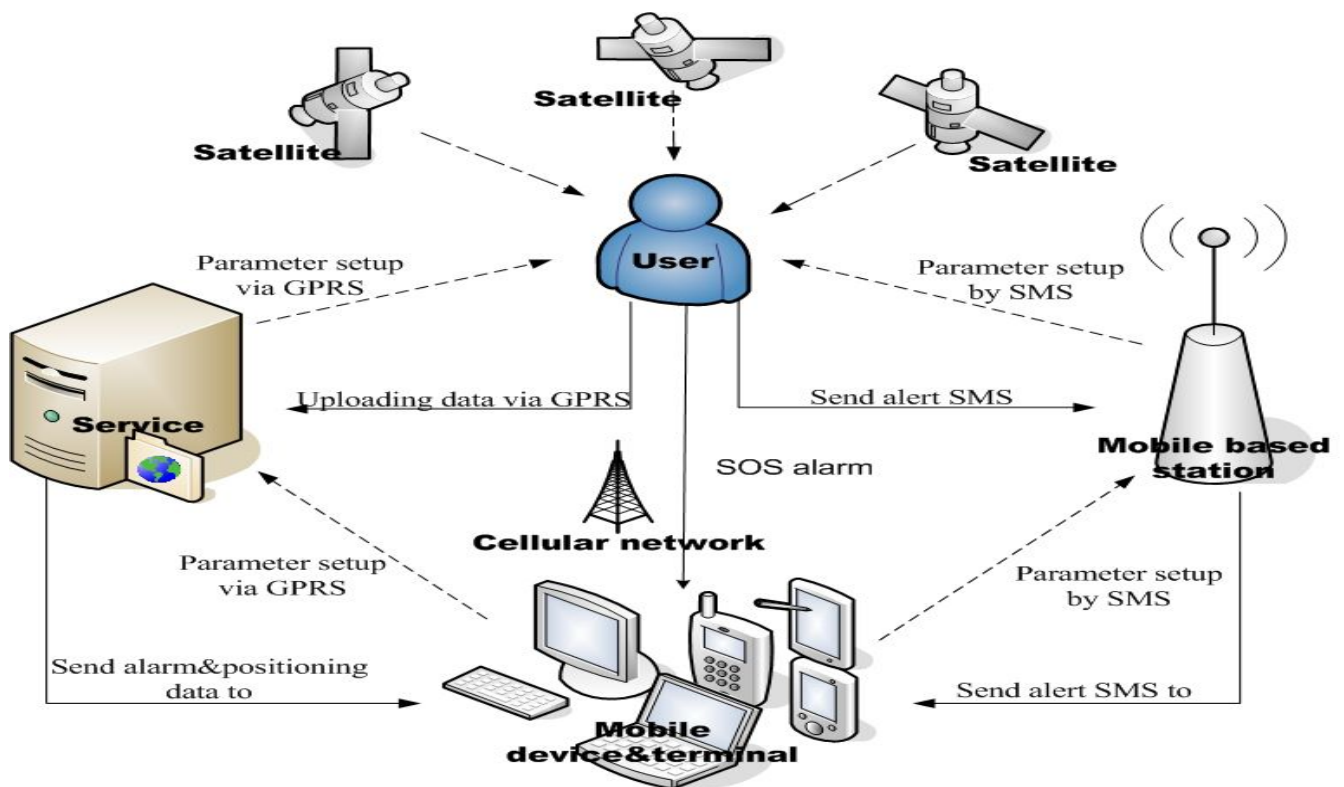 Satellite
Satellite
Satellite
User
Parameter setup
via GPRS
Parameter setup
by SMS
Uploading data via GPRS
Send alert SMS
Service
Mobile based
station
SOS alarm
Cellular network
Parameter setup
via GPRS
Parameter setup
by SMS
Send alarm&positioning
data to
Send alert SMS to
Mobile
device&terminal